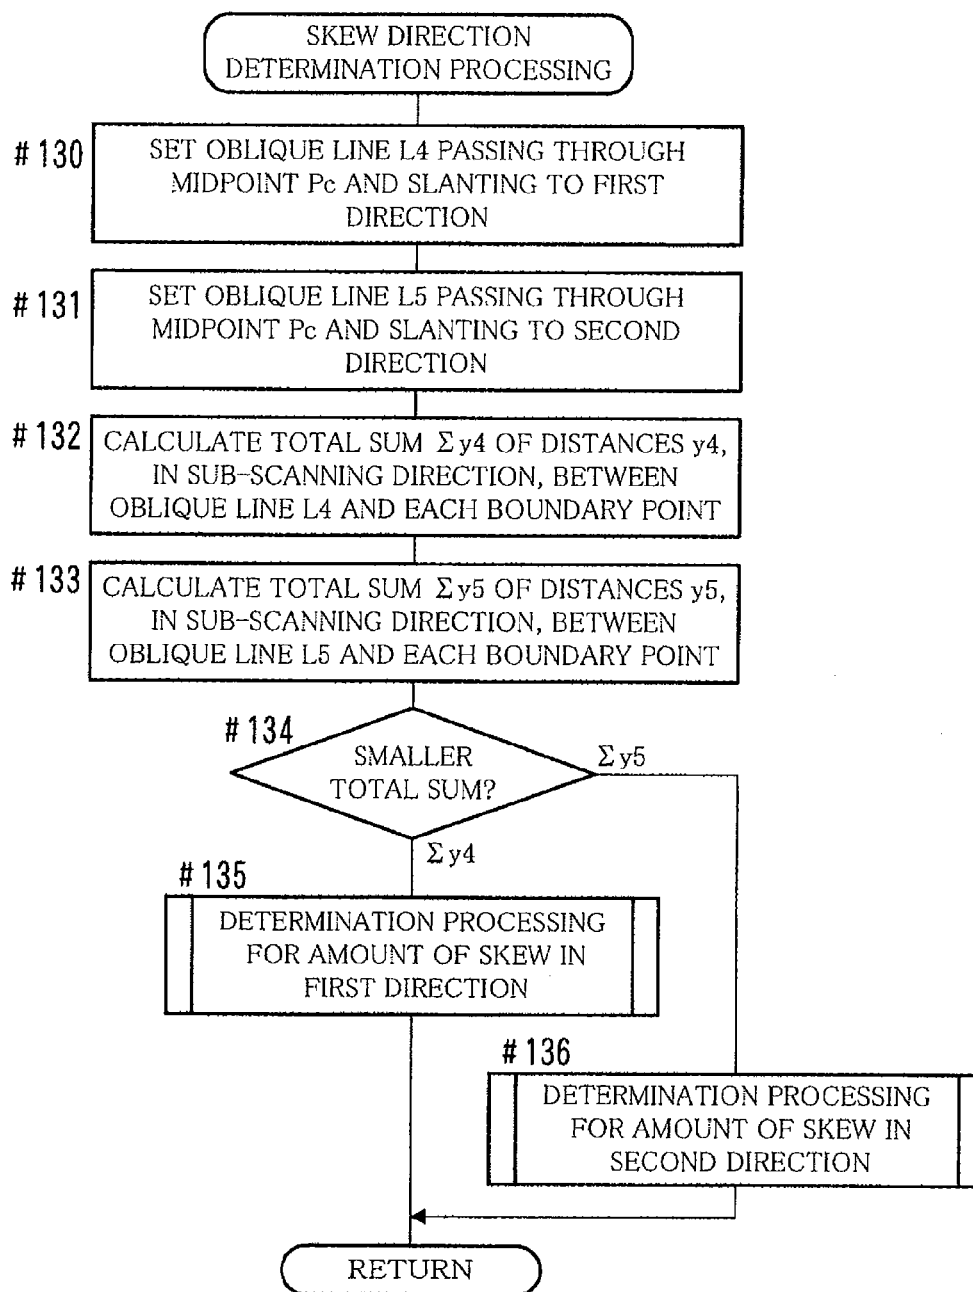 SKEW DIRECTION
DETERMINATION PROCESSING
#130
SET OBLIQUE LINE L4 PASSING THROUGH
MIDPOINT Pc AND SLANTING TO FIRST
DIRECTION
#131
SET OBLIQUE LINE L5 PASSING THROUGH
MIDPOINT Pc AND SLANTING TO SECOND
DIRECTION
#132
CALCULATE TOTAL SUM Σy4 OF DISTANCES y4,
IN SUB-SCANNING DIRECTION, BETWEEN
OBLIQUE LINE L4 AND EACH BOUNDARY POINT
#133
CALCULATE TOTAL SUM Σy5 OF DISTANCES y5,
IN SUB-SCANNING DIRECTION, BETWEEN
OBLIQUE LINE L5 AND EACH BOUNDARY POINT
#134
SMALLER
TOTAL SUM?
Σy5
Σy4
#135
DETERMINATION PROCESSING
FOR AMOUNT OF SKEW IN
FIRST DIRECTION
#136
DETERMINATION PROCESSING
FOR AMOUNT OF SKEW IN
SECOND DIRECTION
RETURN